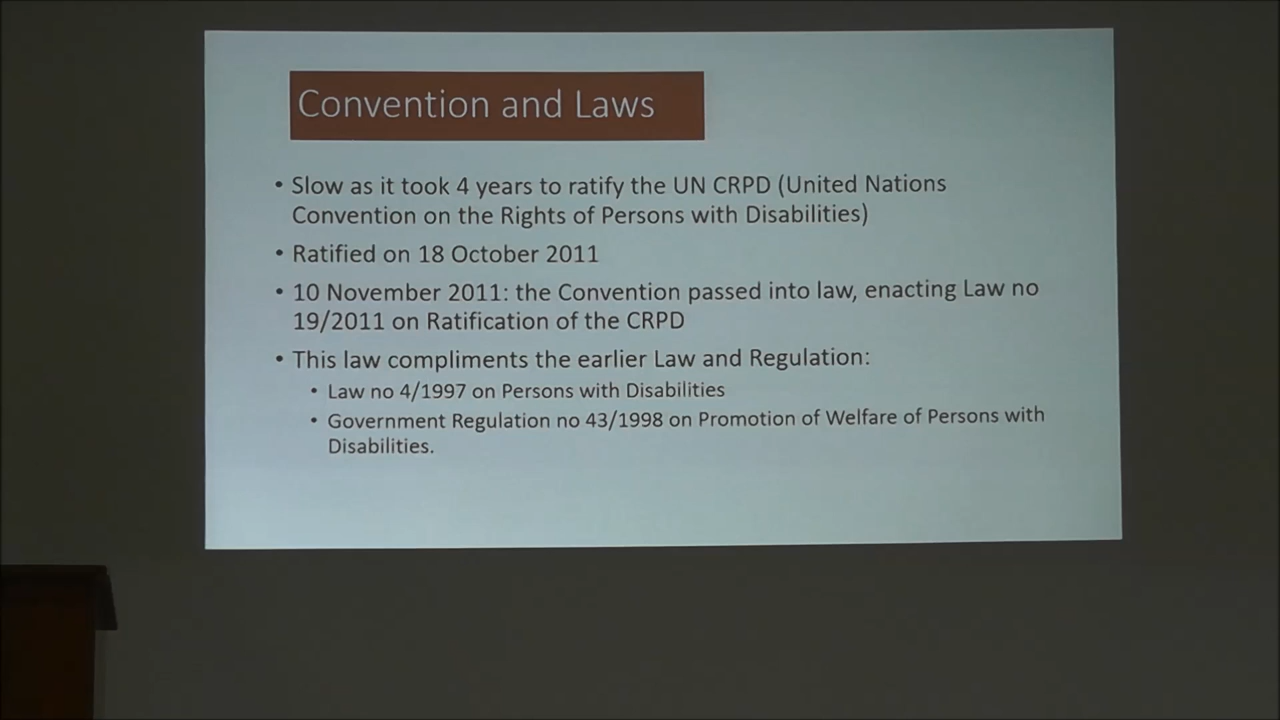 Convention and Laws
• Slow as it took 4 years to ratify the UN CRPD (United Nations
Convention on the Rights of Persons with Disabilities)
• Ratified on 18 October 2011
• 10 November 2011: the Convention passed into law, enacting Law no
19/2011 on Ratification of the CRPD
• This law compliments the earlier Law and Regulation:
• Law no 4/1997 on Persons with Disabilities
• Government Regulation no 43/1998 on Promotion of Welfare of Persons with
Disabilities.